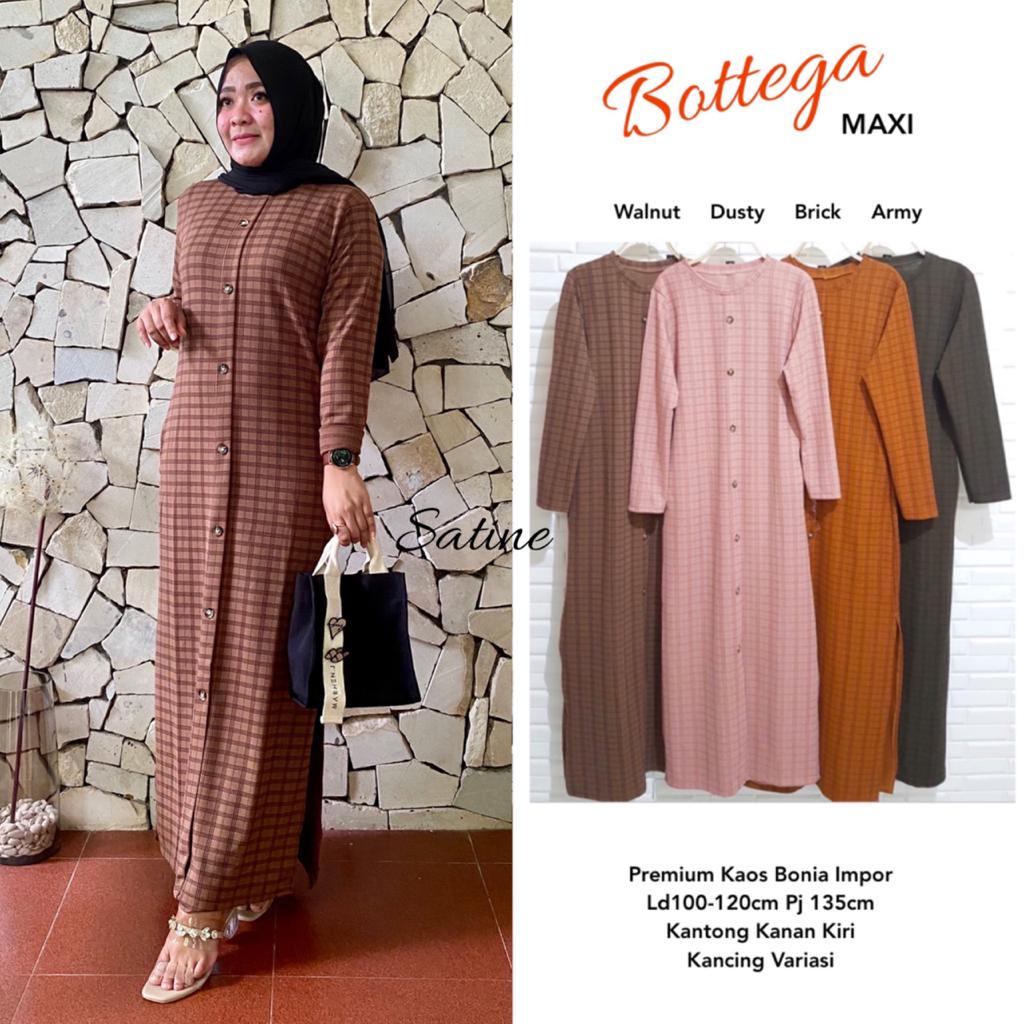 Bottega
MAXI
Walnut Dusty Brick Army
Satine
Premium Kaos Bonia Impor
Ld100-120cm Pj 135cm
Kantong Kanan Kiri
Kancing Variasi